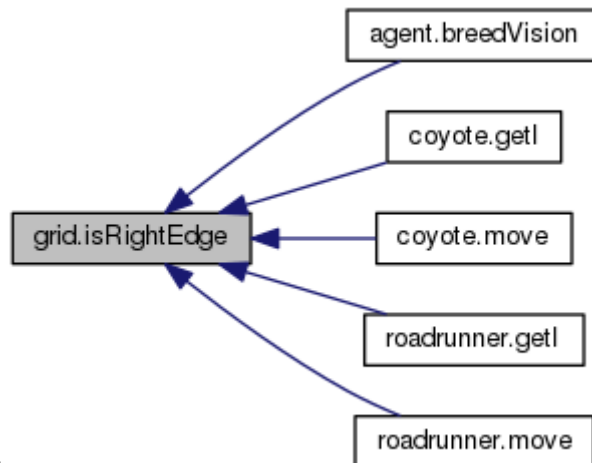 agent.breedVision
coyote.getI
grid.isRightEdge
coyote.move
roadrunner.getI
roadrunner.move